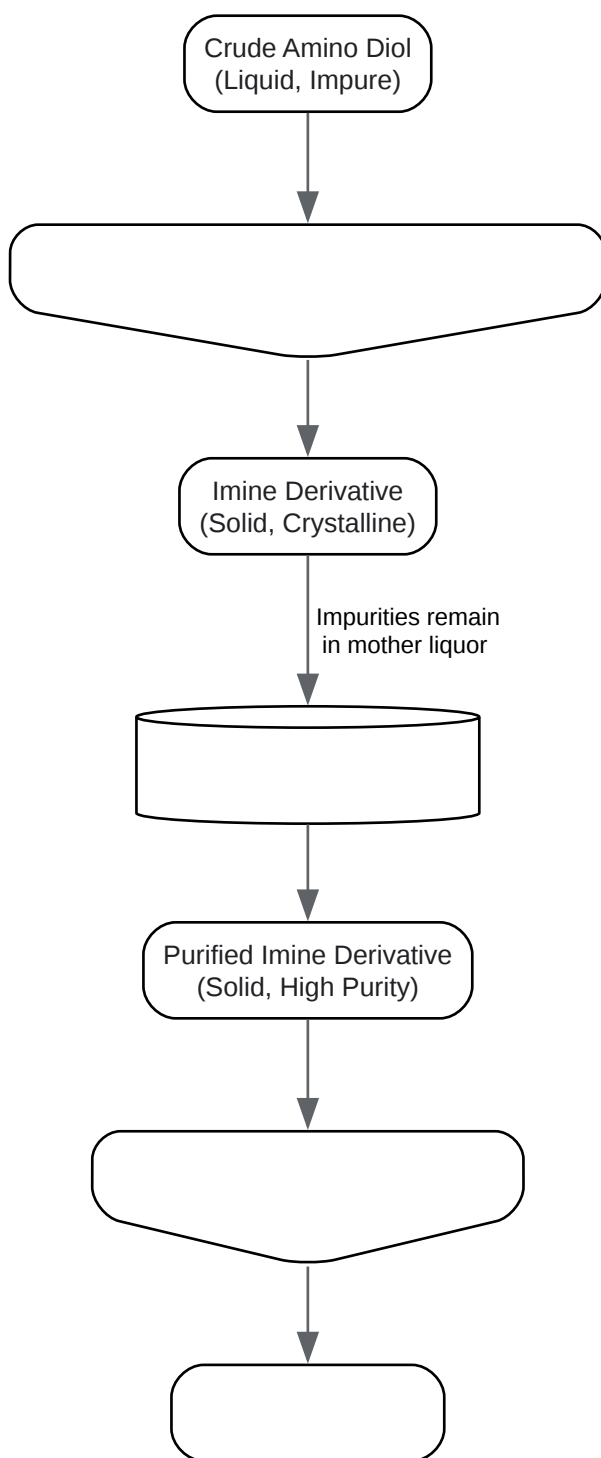 Crude Amino Diol
(Liquid, Impure)
Imine Derivative
(Solid, Crystalline)
Impurities remain
in mother liquor
Purified Imine Derivative
(Solid, High Purity)